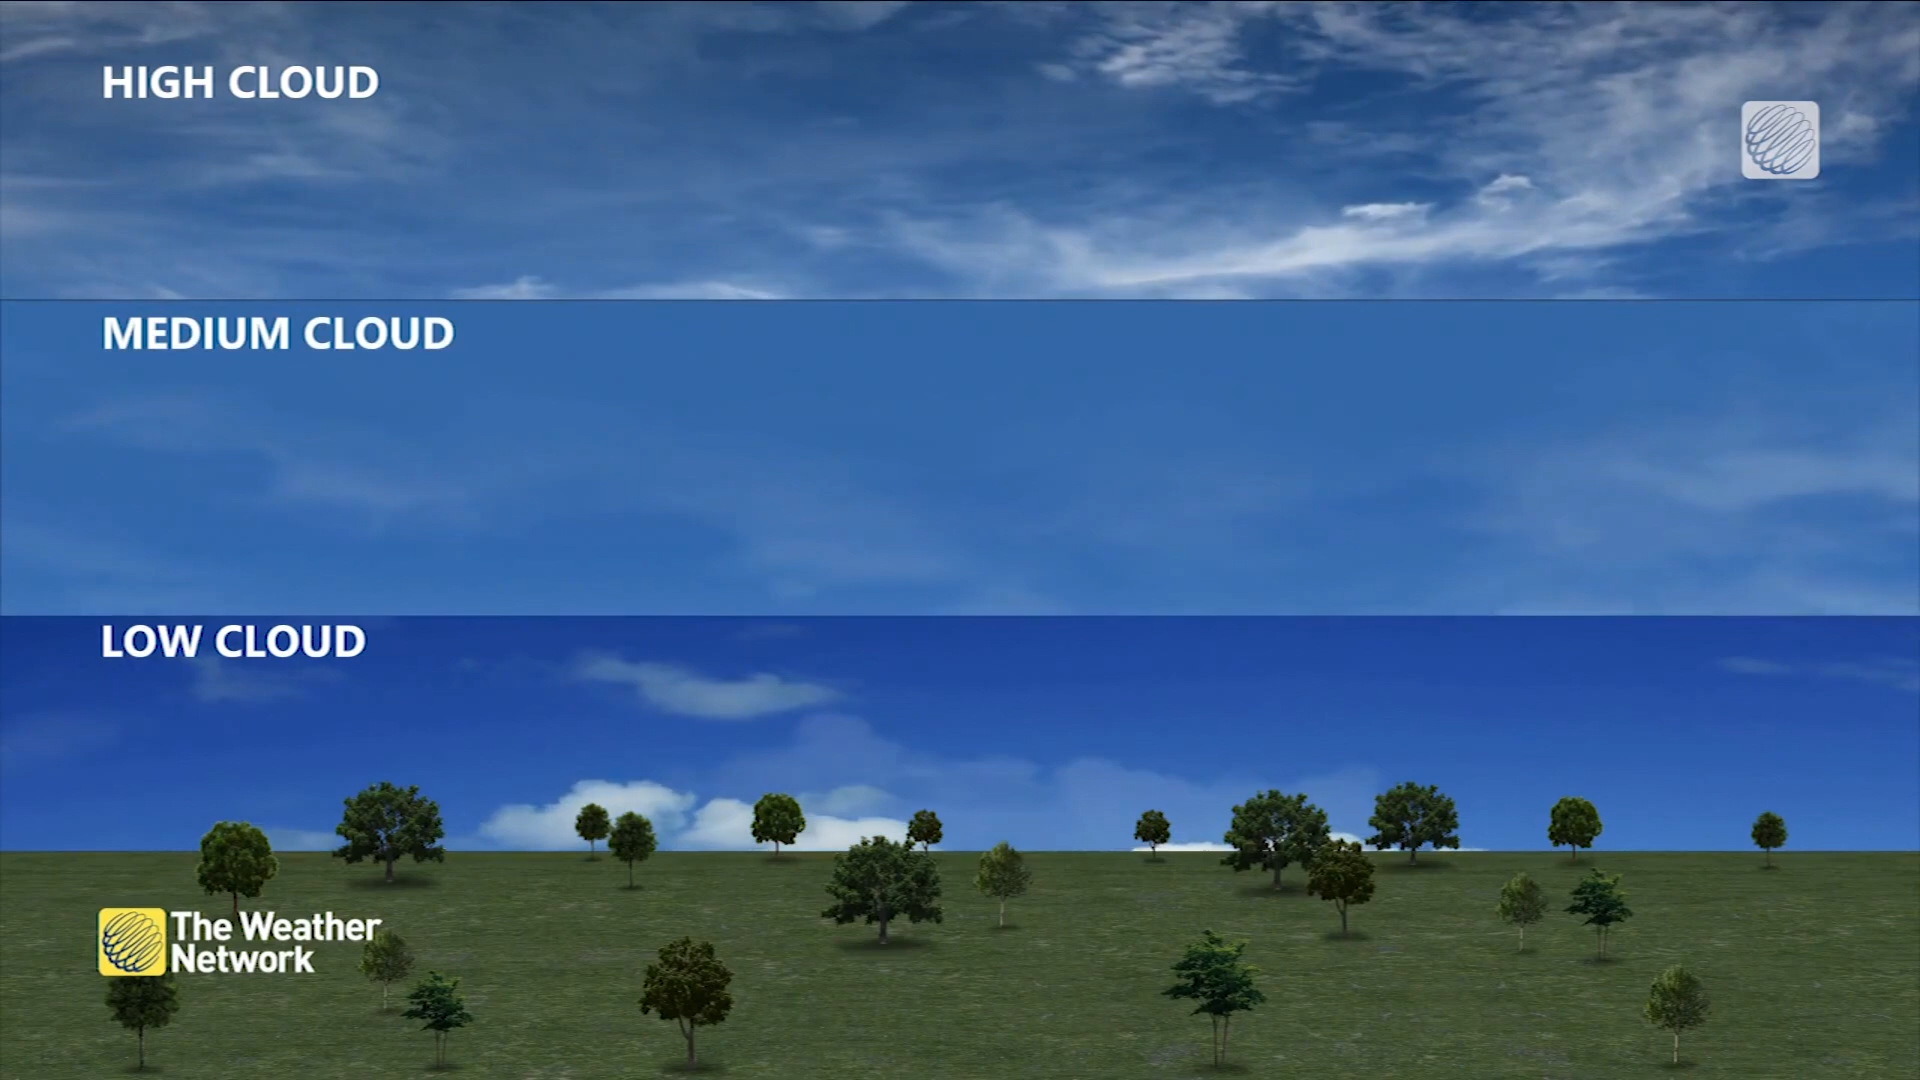 HIGH CLOUD
MEDIUM CLOUD
LOW CLOUD
The Weather
Network